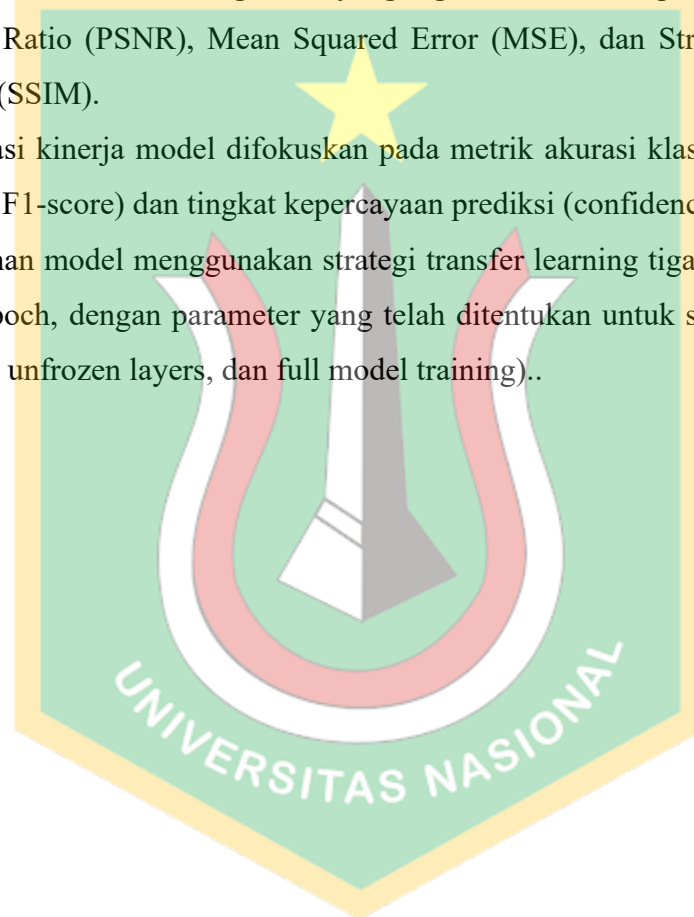 Ratio (PSNR), Mean Squared Error (MSE), dan Str
(SSIM).
asi kinerja model difokuskan pada metrik akurasi klas
F1-score) dan tingkat kepercayaan prediksi (confidenc
nan model menggunakan strategi transfer learning tiga
poch, dengan parameter yang telah ditentukan untuk s
unfrozen layers, dan full model training)..
UNIVERSITAS NASIONAL